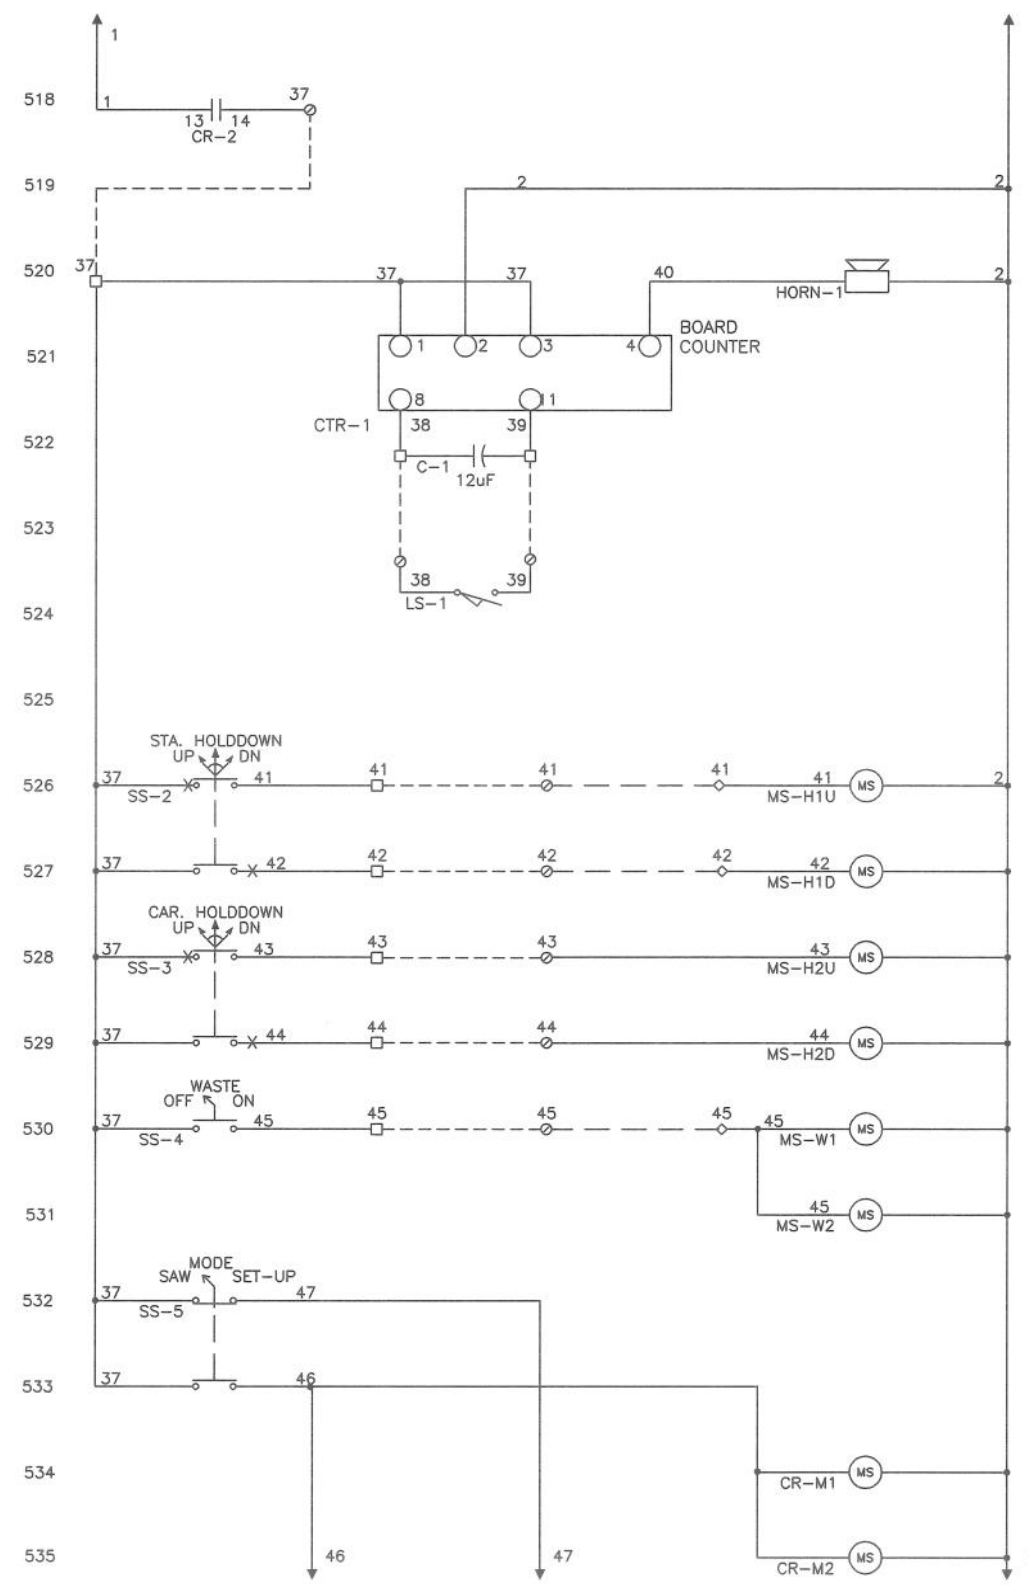 1
518
1
13 14
CR-2
37
519
2
2
520
37
37
37
40
HORN-1
2
521
1
2
3
4
BOARD
COUNTER
8
11
CTR-1
522
38
39
C-1
12uF
523
38
39
LS-1
524
525
STA. HOLDDOWN
UP DN
526
37
SS-2
41
41
41
41
41
MS-H1U
MS
2
527
37
42
42
42
42
42
MS-H1D
MS
CAR. HOLDDOWN
UP DN
528
37
SS-3
43
43
43
43
MS-H2U
MS
529
37
44
44
44
44
MS-H2D
MS
WASTE
OFF ON
530
37
SS-4
45
45
45
45
45
MS-W1
MS
531
45
MS-W2
MS
MODE
SAW SET-UP
532
37
SS-5
47
533
37
46
534
CR-M1
MS
535
46
47
CR-M2
MS